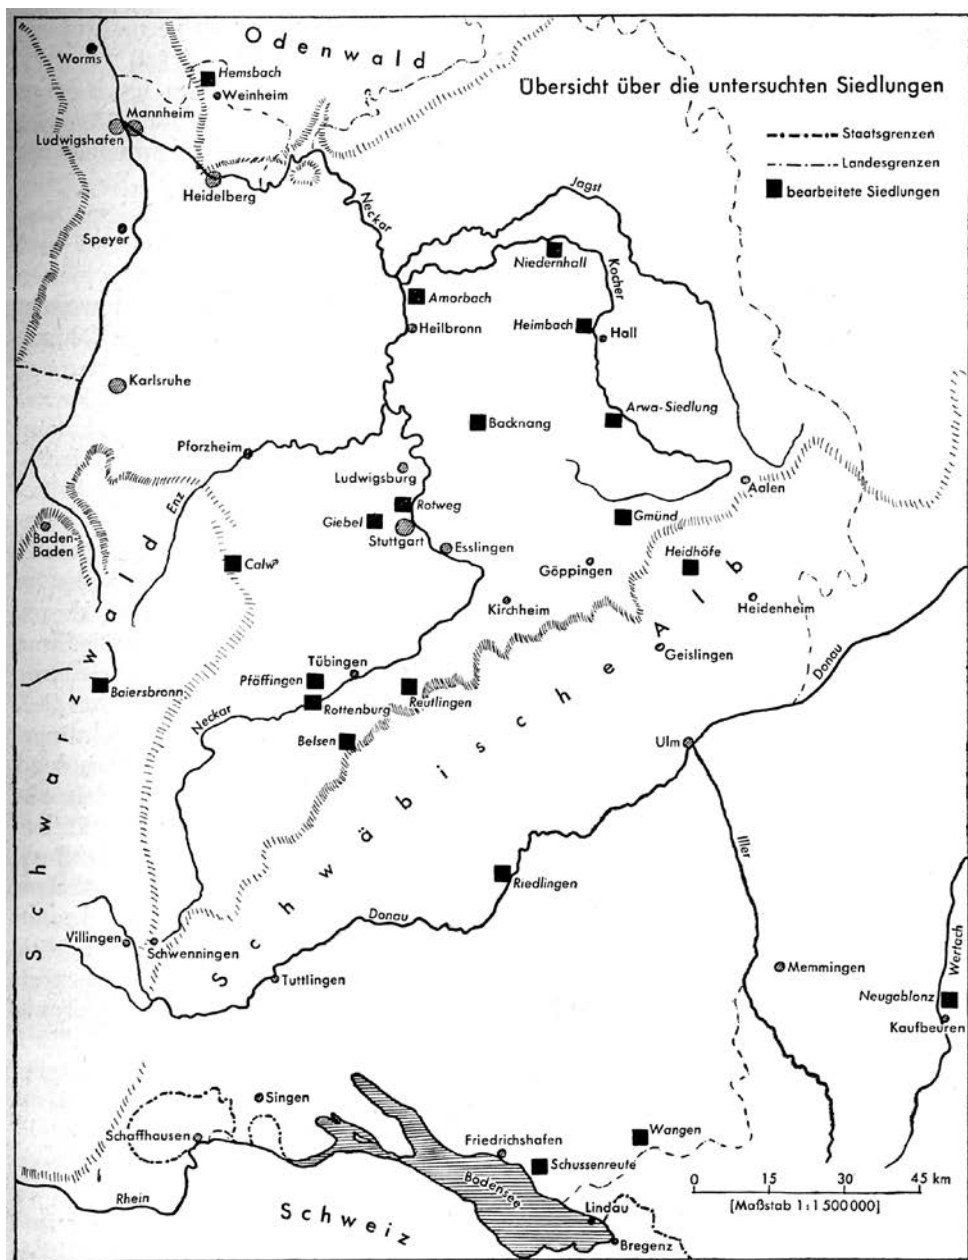 Odenwald
Worms
Hemsbach
Weinheim
Übersicht über die untersuchten Siedlungen
Mannheim
Ludwigshafen
Staatsgrenzen
Landesgrenzen
bearbeitete Siedlungen
Heidelberg
Neckar
Jagst
Speyer
Niedernhall
Kocher
Amorbach
Heilbronn
Heimbach
Hall
Karlsruhe
Arwa-Siedlung
Backnang
Pforzheim
Ludwigsburg
Aalen
Enz
Rotweg
Giebel
Gmünd
Stuttgart
Baden
Baden
Esslingen
Calw
Göppingen
Heidhöfe
Heidenheim
Kirchheim
Geislingen
Donau
Tübingen
Pfäffingen
Baiersbronn
Reutlingen
Rottenburg
Neckar
Belsen
Ulm
Schwarzwald
Schwäbische Alb
Iller
Riedlingen
Donau
Villingen
Schwenningen
Tuttlingen
Memmingen
Wertach
Neugablonz
Kaufbeuren
Singen
Schaffhausen
Friedrichshafen
Wangen
Schussenreute
Bodensee
Rhein
Schweiz
Lindau
Bregenz
0 15 30 45 km
[Maßstab 1:1500000]